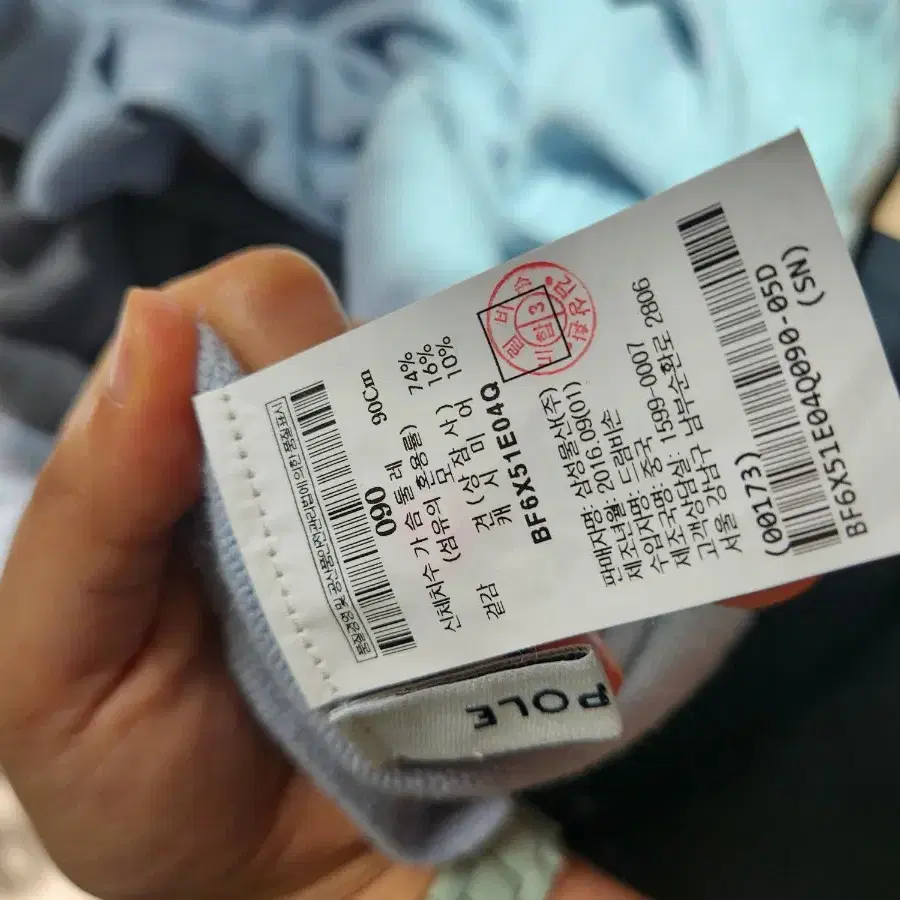 품질경영 및 공산품안전관리법에 의한 품질표시
090
신체치수 가 슴 둘 레 90Cm
(섬유의 혼용률)
겉감 견(상 모 사) 74%
16%
캐 시 미 어 10%
BF6X51E04Q
판매자명: 삼성물산(주)
제조년월: 2016 09(01)
수입자명: 드림비손
제조국명: 중국
고객상담실: 1599-0007
서울 강남구 남부순환로 2806
(00173)
BF6X51E04Q090-05D
(SN)
빈폴
3
POLE